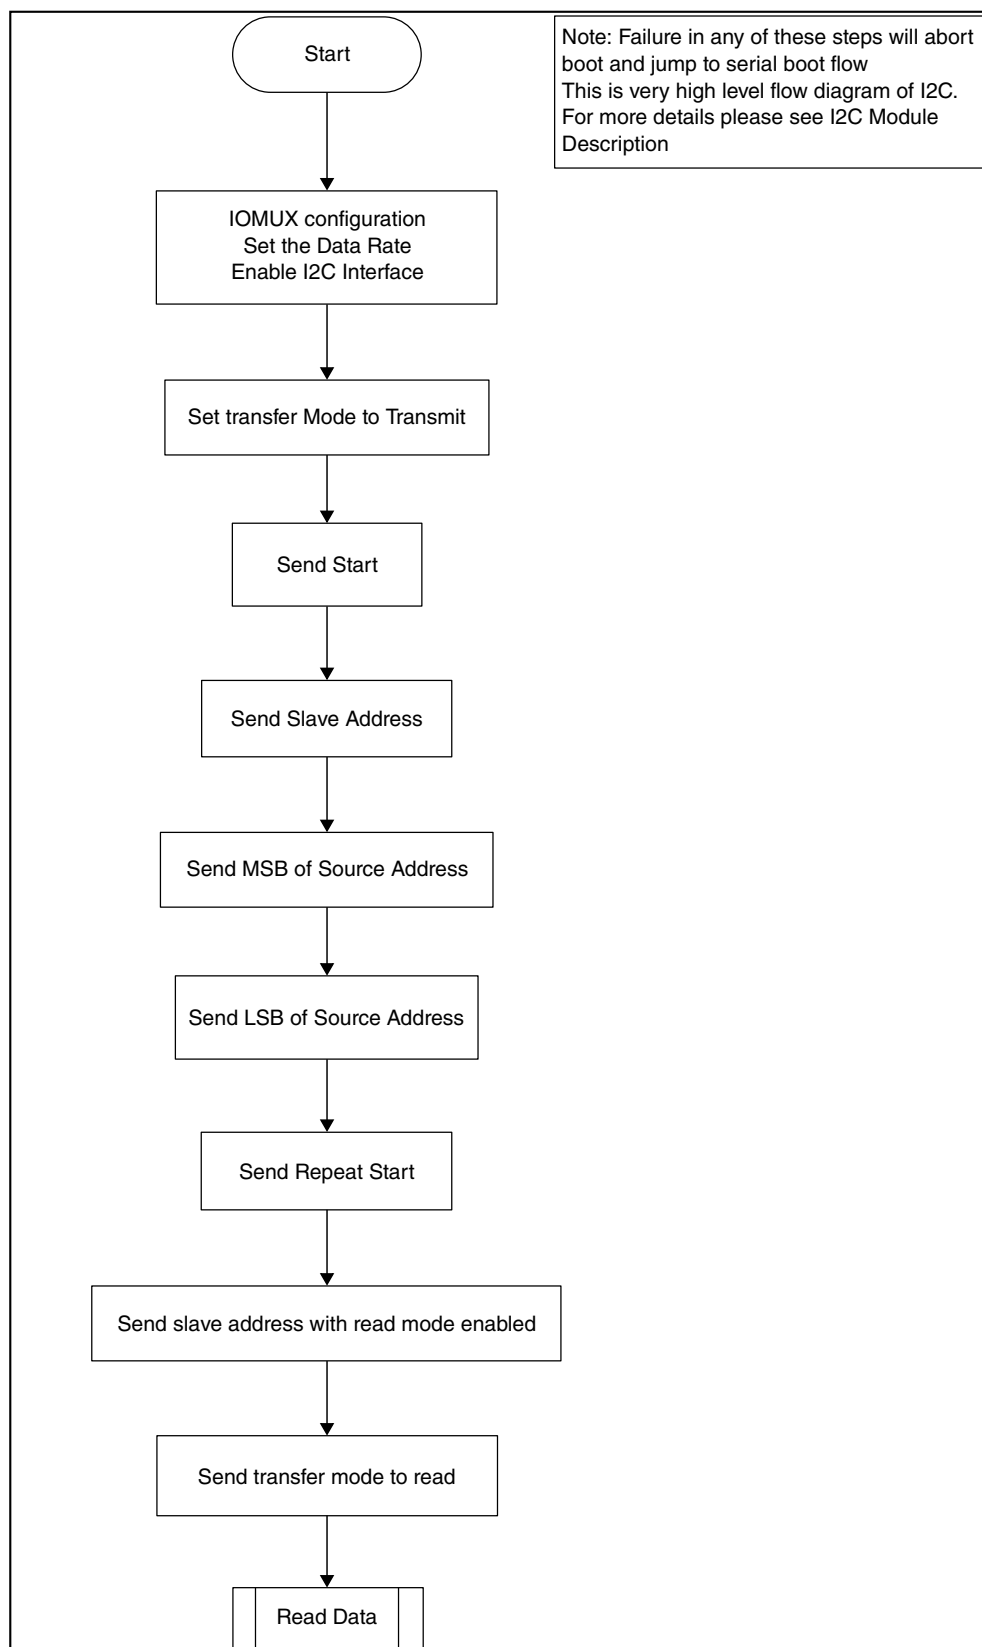 Start
Note: Failure in any of these steps will abort
boot and jump to serial boot flow
This is very high level flow diagram of I2C.
For more details please see I2C Module
Description
IOMUX configuration
Set the Data Rate
Enable I2C Interface
Set transfer Mode to Transmit
Send Start
Send Slave Address
Send MSB of Source Address
Send LSB of Source Address
Send Repeat Start
Send slave address with read mode enabled
Send transfer mode to read
Read Data